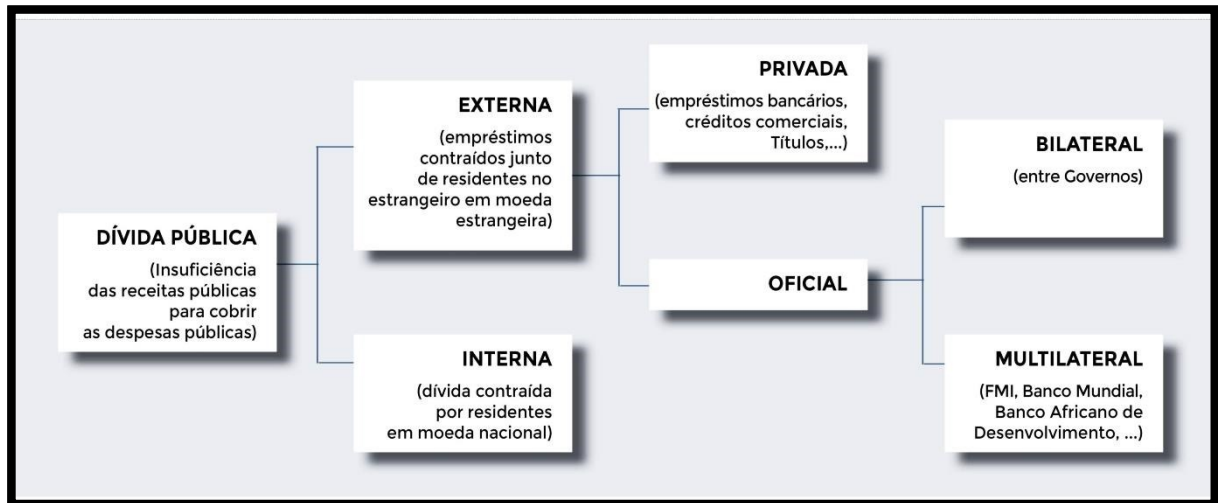 DÍVIDA PÚBLICA
(Insuficiência
das receitas públicas
para cobrir
as despesas públicas)
EXTERNA
(empréstimos
contraídos junto
de residentes no
estrangeiro em moeda
estrangeira)
INTERNA
(dívida contraída
por residentes
em moeda nacional)
PRIVADA
(empréstimos bancários,
créditos comerciais,
Títulos,...)
OFICIAL
BILATERAL
(entre Governos)
MULTILATERAL
(FMI, Banco Mundial,
Banco Africano de
Desenvolvimento, ...)